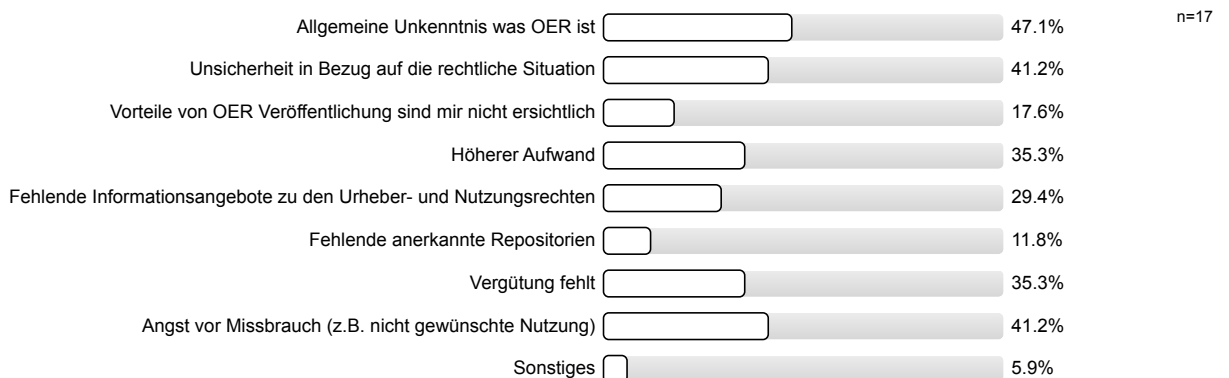 n=17
Allgemeine Unkenntnis was OER ist 47.1%
Unsicherheit in Bezug auf die rechtliche Situation 41.2%
Vorteile von OER Veröffentlichung sind mir nicht ersichtlich 17.6%
Höherer Aufwand 35.3%
Fehlende Informationsangebote zu den Urheber- und Nutzungsrechten 29.4%
Fehlende anerkannte Repositorien 11.8%
Vergütung fehlt 35.3%
Angst vor Missbrauch (z.B. nicht gewünschte Nutzung) 41.2%
Sonstiges 5.9%